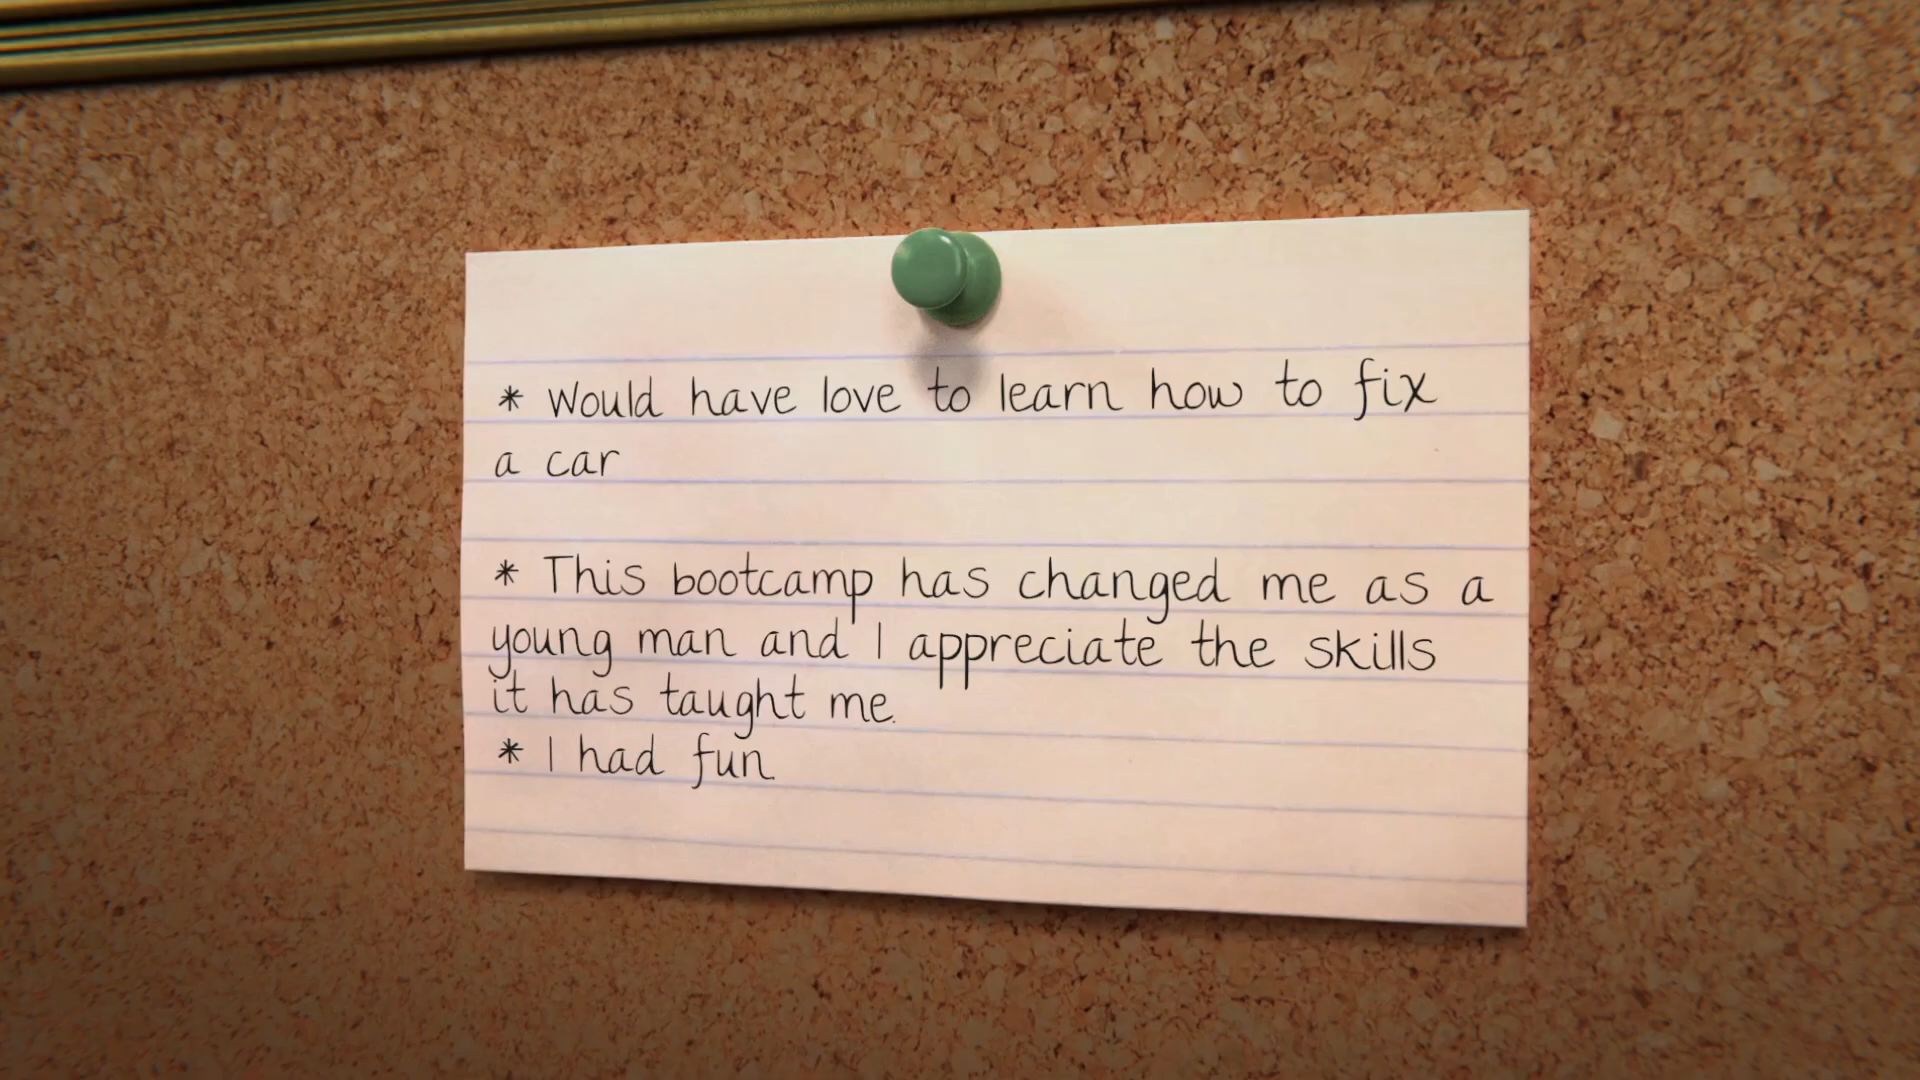 * Would have love to learn how to fix
a car
* This bootcamp has changed me as a
young man and I appreciate the skills
it has taught me.
* I had fun.